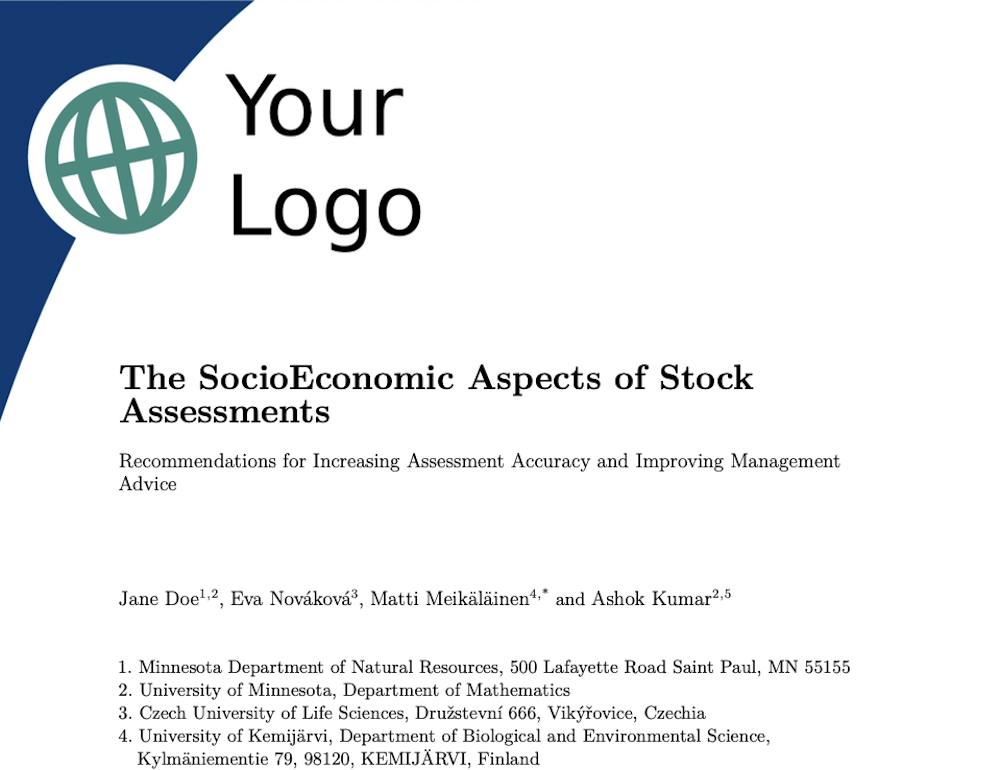 Your
Logo
The SocioEconomic Aspects of Stock
Assessments
Recommendations for Increasing Assessment Accuracy and Improving Management
Advice
Jane Doe1,2, Eva Nováková3, Matti Meikäläinen4,* and Ashok Kumar2,5
1. Minnesota Department of Natural Resources, 500 Lafayette Road Saint Paul, MN 55155
2. University of Minnesota, Department of Mathematics
3. Czech University of Life Sciences, Družstevní 666, Vikýřovice, Czechia
4. University of Kemijärvi, Department of Biological and Environmental Science,
Kylmäniementie 79, 98120, KEMIJÄRVI, Finland